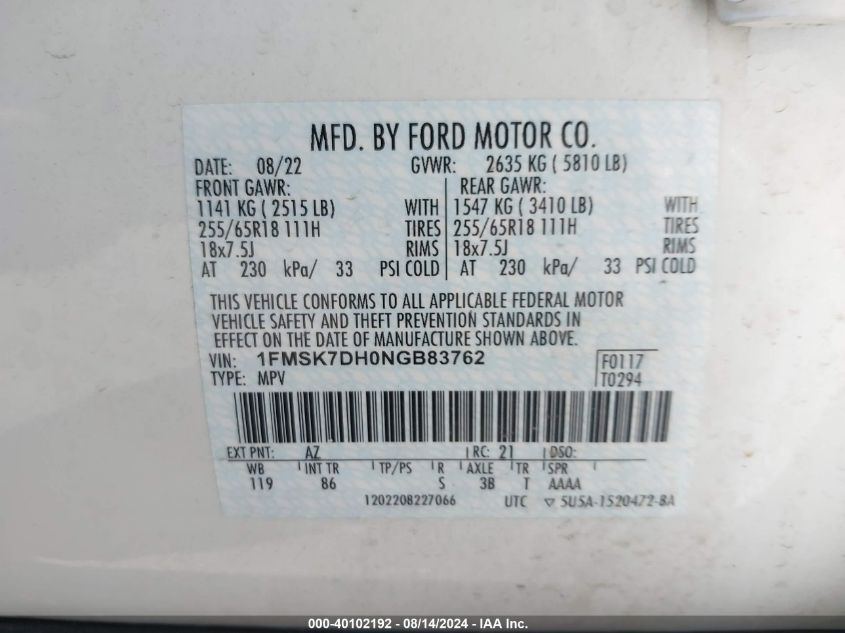 MFD. BY FORD MOTOR CO.
DATE: 08/22 GVWR: 2635 KG ( 5810 LB)
FRONT GAWR: REAR GAWR:
1141 KG ( 2515 LB) WITH 1547 KG ( 3410 LB) WITH
255/65R18 111H TIRES 255/65R18 111H TIRES
18x7.5J RIMS 18x7.5J RIMS
AT 230 kPa/ 33 PSI COLD AT 230 kPa/ 33 PSI COLD
THIS VEHICLE CONFORMS TO ALL APPLICABLE FEDERAL MOTOR
VEHICLE SAFETY AND THEFT PREVENTION STANDARDS IN
EFFECT ON THE DATE OF MANUFACTURE SHOWN ABOVE.
VIN: 1FMSK7DH0NGB83762 F0117
TYPE: MPV T0294
EXT PNT: AZ RC: 21 DSO:
WB INT TR TP/PS R AXLE TR SPR
119 86 S 3B T AAAA
1202208227066 UTC ▽ 5U5A-1520472-BA
000-40102192 - 08/14/2024 - IAA Inc.